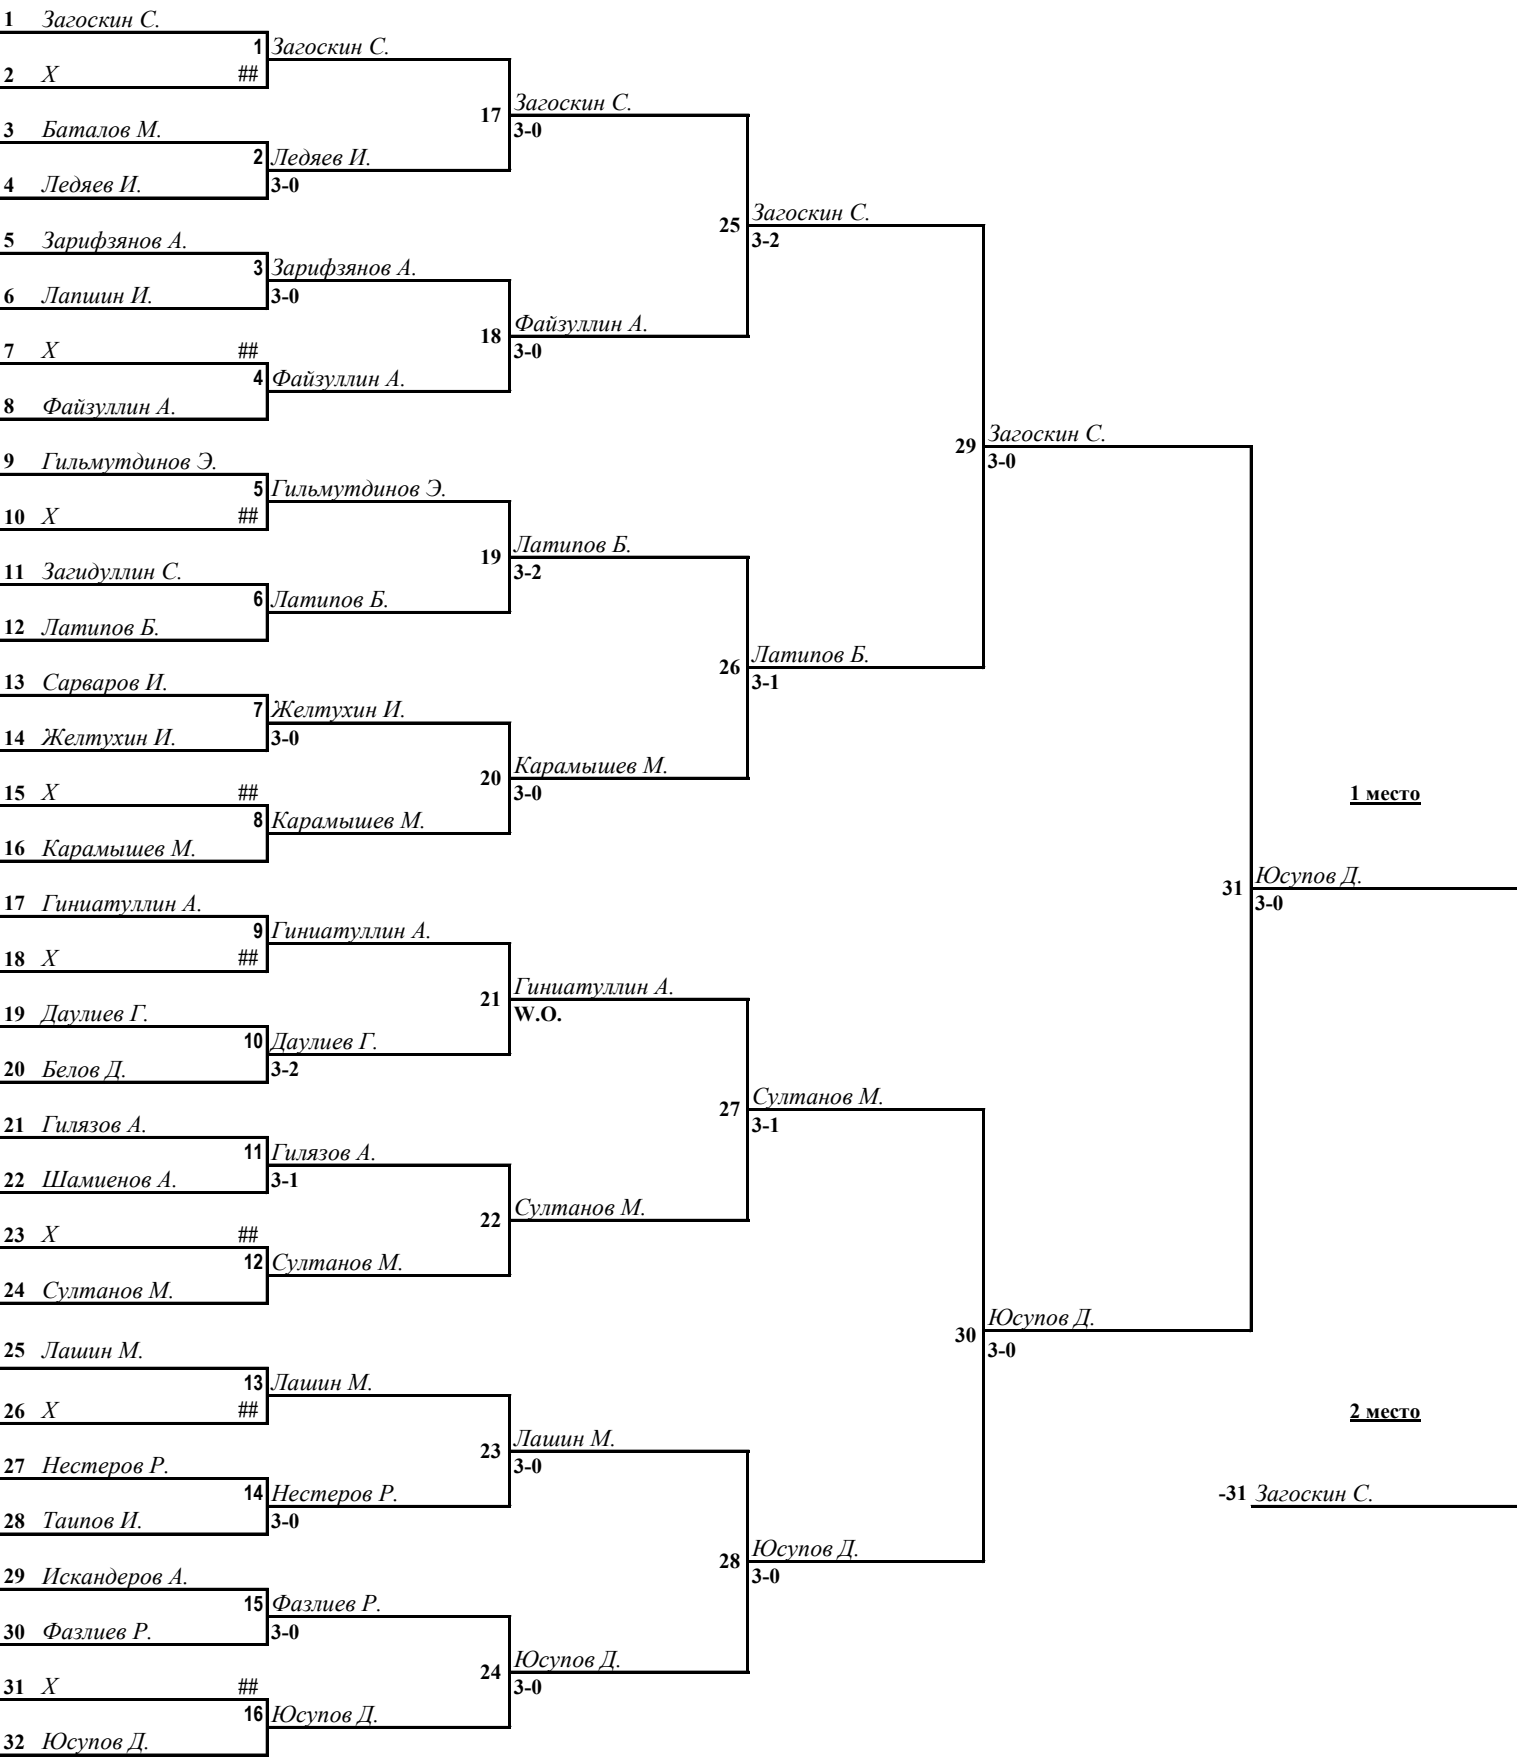 1 Загоскин С.
1 Загоскин С.
2 X ##
17 Загоскин С.
3-0
3 Баталов М.
2 Ледяев И.
4 Ледяев И. 3-0
25 Загоскин С.
3-2
5 Зарифзянов А.
3 Зарифзянов А.
6 Лапшин И. 3-0
18 Файзуллин А.
3-0
7 X ##
4 Файзуллин А.
8 Файзуллин А.
29 Загоскин С.
3-0
9 Гильмутдинов Э.
5 Гильмутдинов Э.
10 X ##
19 Латипов Б.
3-2
11 Загидуллин С.
6 Латипов Б.
12 Латипов Б.
26 Латипов Б.
3-1
13 Сарваров И.
7 Желтухин И.
14 Желтухин И. 3-0
20 Карамышев М.
3-0
15 X ## 1 место
8 Карамышев М.
16 Карамышев М.
31 Юсупов Д.
3-0
17 Гиниатуллин А.
9 Гиниатуллин А.
18 X ##
21 Гиниатуллин А.
W.O.
19 Даулиев Г.
10 Даулиев Г.
20 Белов Д. 3-2
27 Султанов М.
3-1
21 Гилязов А.
11 Гилязов А.
22 Шамиенов А. 3-1
22 Султанов М.
23 X ##
12 Султанов М.
24 Султанов М.
30 Юсупов Д.
3-0
25 Лашин М.
13 Лашин М.
26 X ## 2 место
23 Лашин М.
3-0
27 Нестеров Р.
14 Нестеров Р. -31 Загоскин С.
28 Таипов И. 3-0
28 Юсупов Д.
3-0
29 Искандеров А.
15 Фазлиев Р.
30 Фазлиев Р. 3-0
24 Юсупов Д.
3-0
31 X ##
16 Юсупов Д.
32 Юсупов Д.